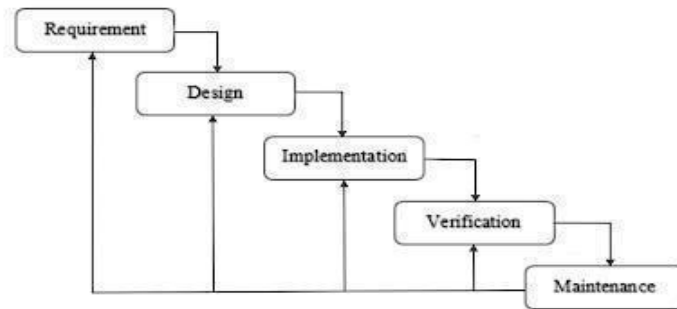 Requirement
Design
Implementation
Verification
Maintenance